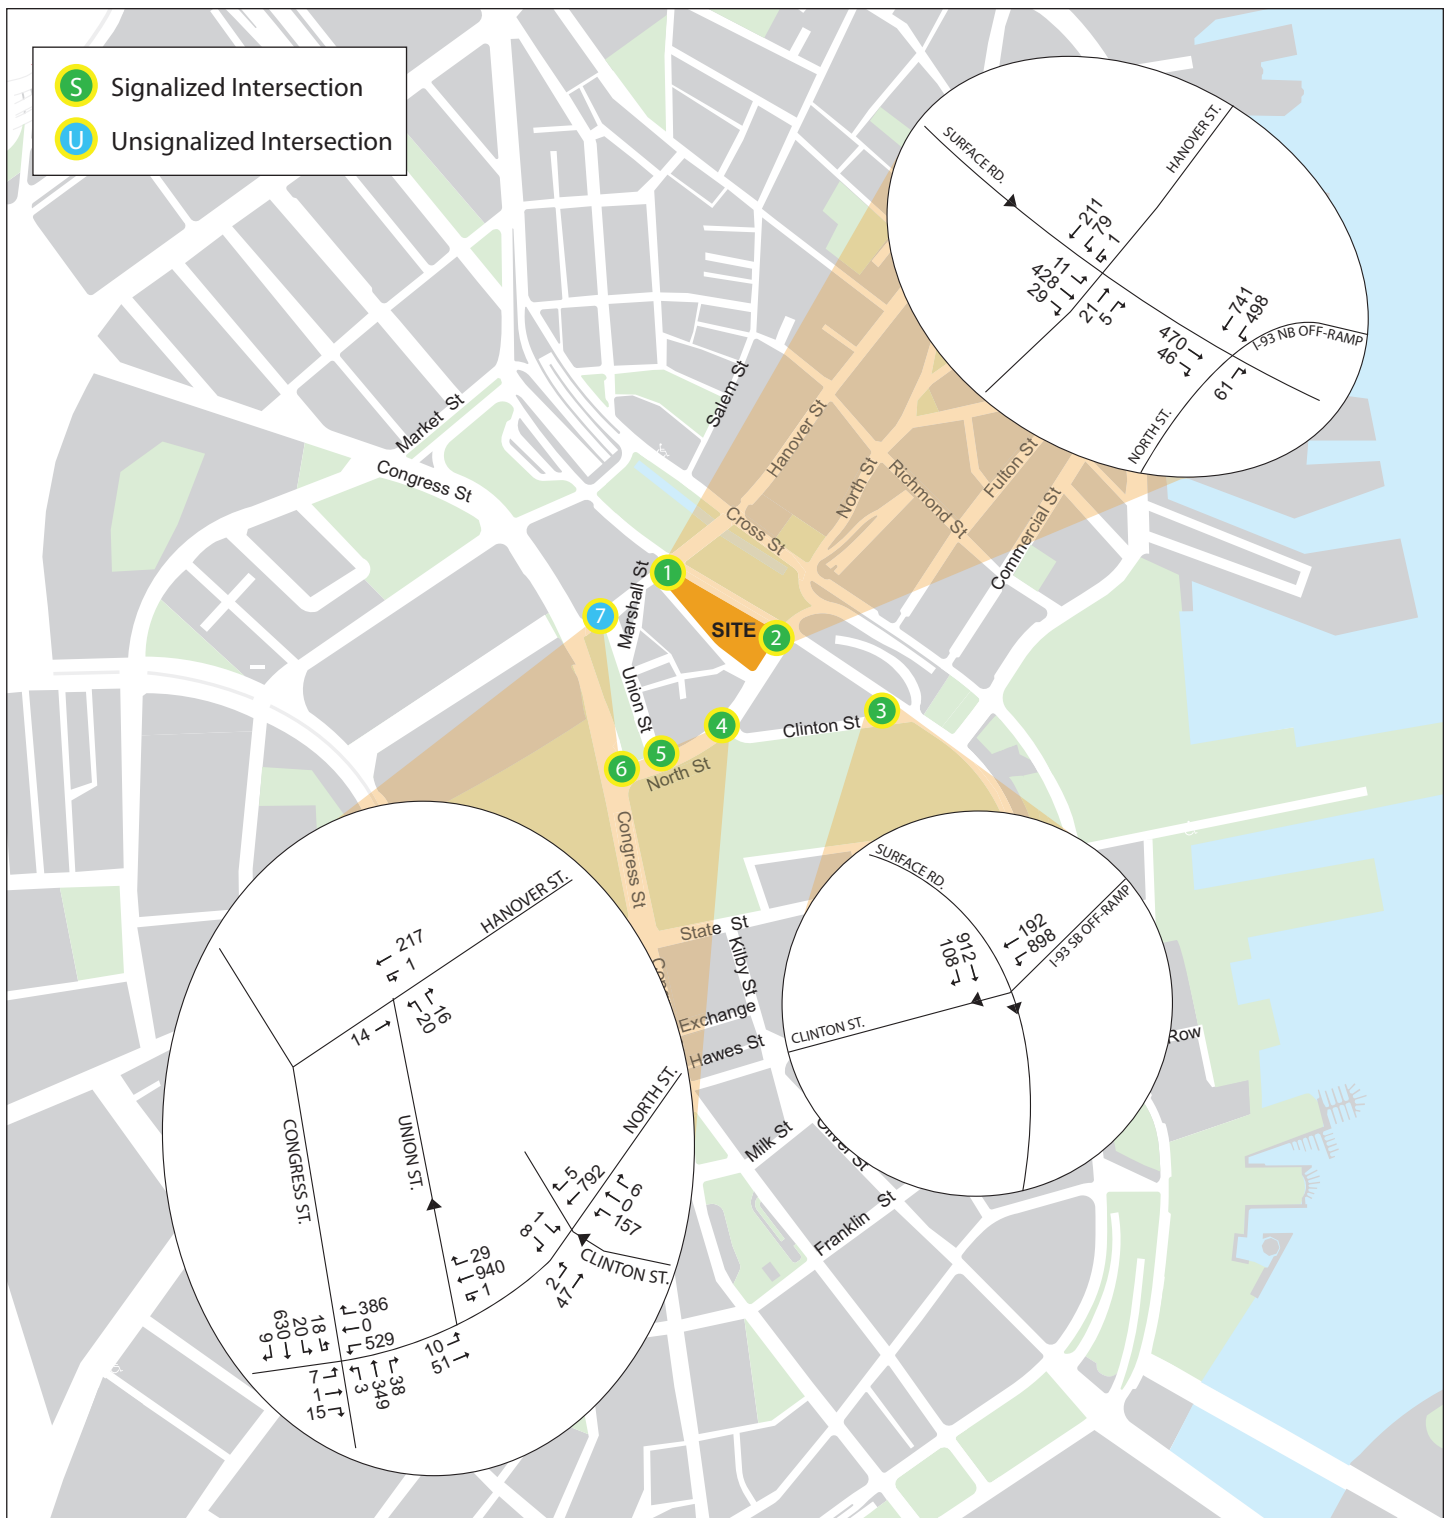 S Signalized Intersection
U Unsignalized Intersection
SURFACE RD.
HANOVER ST.
211
79
1
11
428
29
21
5
470
46
741
498
61
I-93 NB OFF-RAMP
NORTH ST.
Market St
Congress St
Salem St
Hanover St
Cross St
North St
Richmond St
Fulton St
Commercial St
Marshall St
Union St
SITE
1
2
3
4
5
6
7
Clinton St
North St
Congress St
State St
Kilby St
Exchange
Hawes St
Milk St
Oliver St
Franklin St
Row
HANOVER ST.
217
1
14
16
20
CONGRESS ST.
UNION ST.
NORTH ST.
5
792
6
0
157
1
8
2
47
CLINTON ST.
29
940
1
10
51
386
0
529
18
20
630
9
7
1
15
3
349
38
SURFACE RD.
192
898
I-93 SB OFF-RAMP
912
108
CLINTON ST.